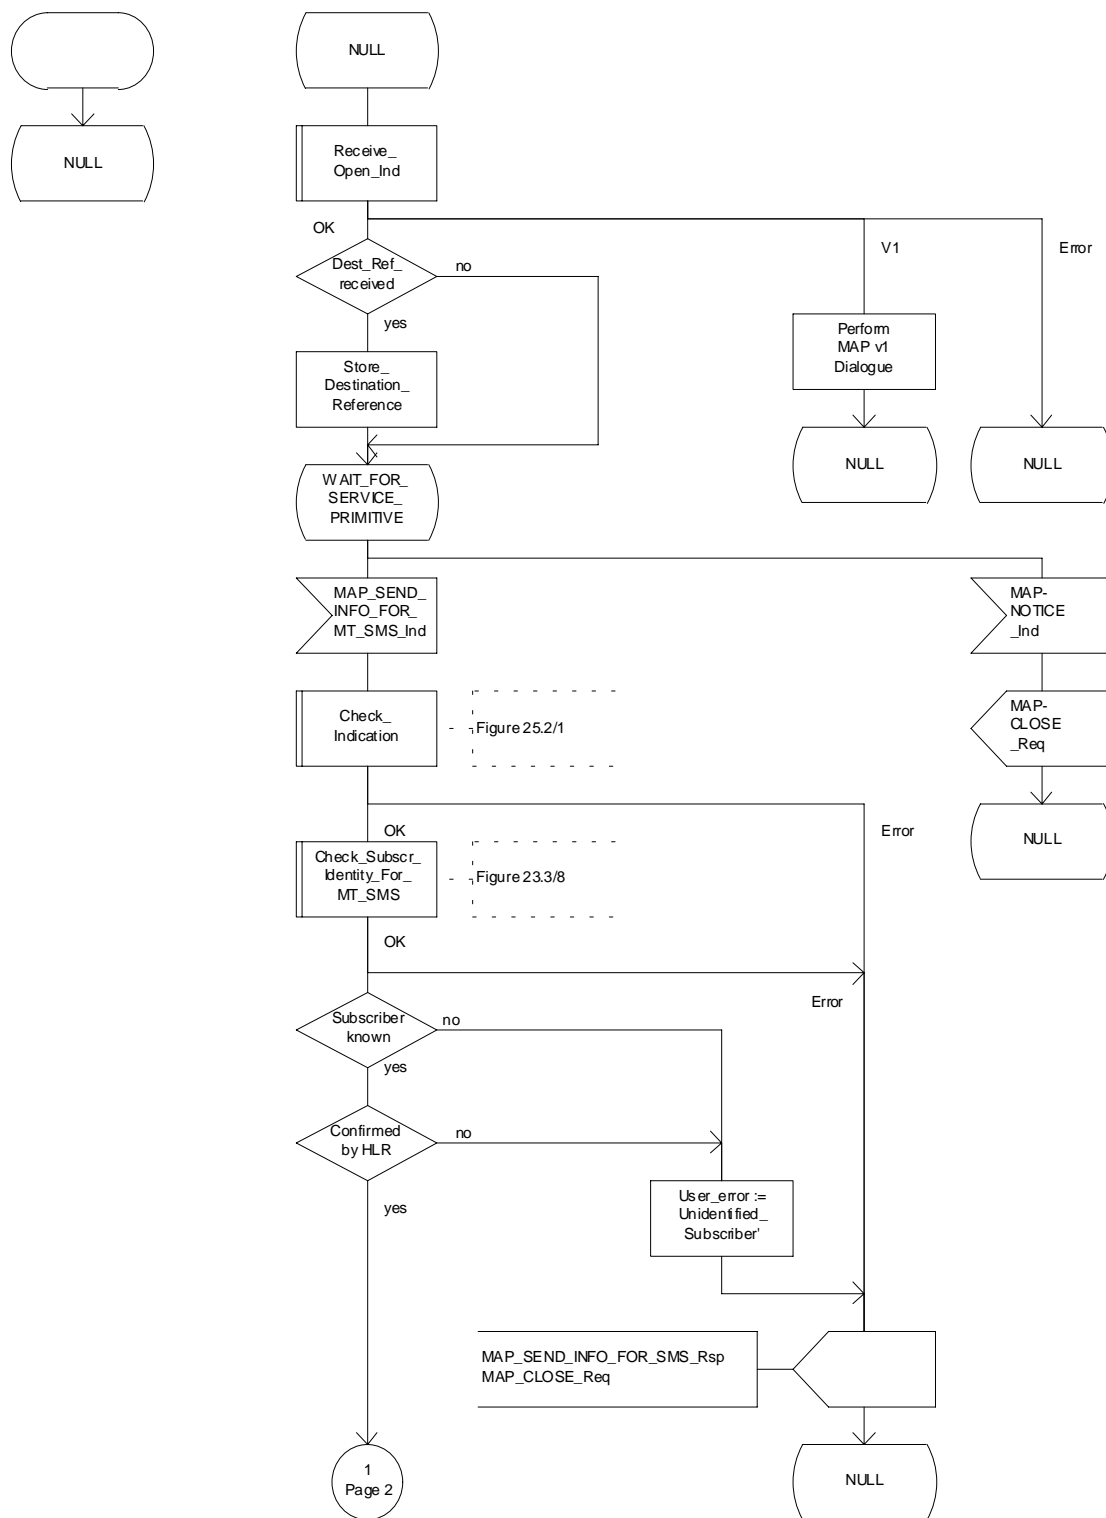 NULL
NULL
Receive_
Open_Ind
OK
V1
Error
Dest_Ref_
received
no
yes
Perform
MAP v1
Dialogue
Store_
Destination_
Reference
NULL
NULL
WAIT_FOR_
SERVICE_
PRIMITIVE
MAP_SEND_
INFO_FOR_
MT_SMS_Ind
MAP-
NOTICE
_Ind
Check_
Indication
Figure 25.2/1
MAP-
CLOSE
_Req
OK
Error
NULL
Check_Subscr_
Identity_For_
MT_SMS
Figure 23.3/8
OK
Error
Subscriber
known
no
yes
Confirmed
by HLR
no
yes
User_error :=
Unidentified_
Subscriber'
MAP_SEND_INFO_FOR_SMS_Rsp
MAP_CLOSE_Req
1
Page 2
NULL